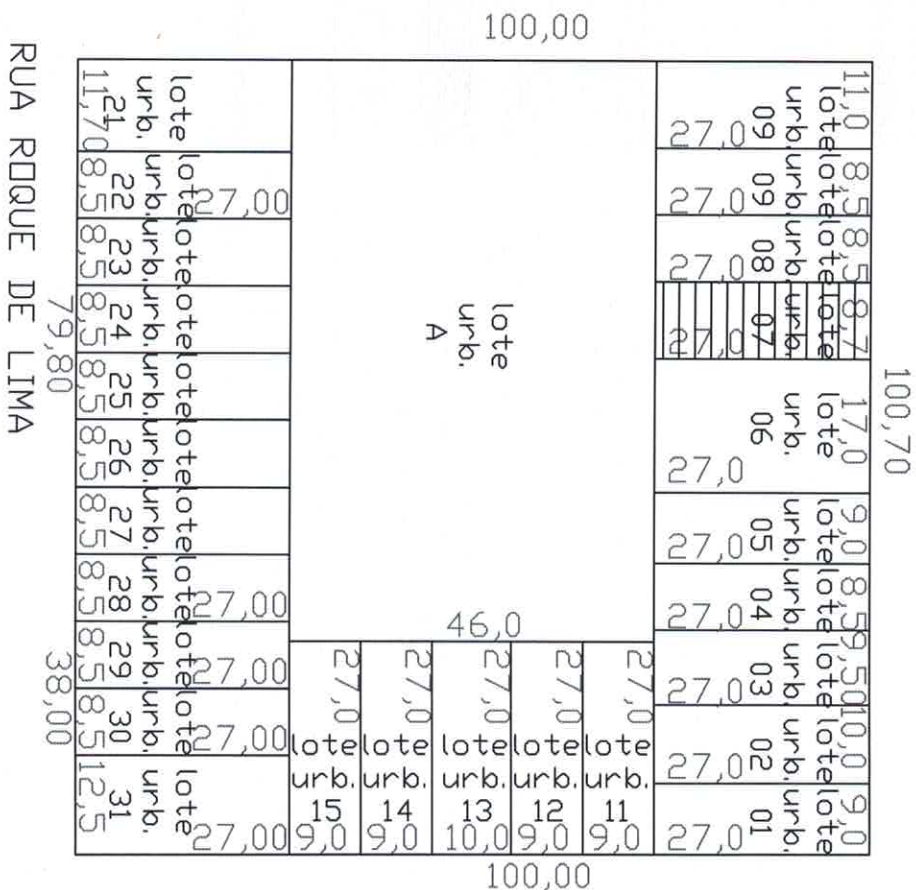 100,00
RUA ROQUE DE LIMA
79,80
38,00
100,70
100,00
46,0
lote
urb.
A
11,0
lote
urb.
09
27,0
8,5
lote
urb.
09
27,0
8,5
lote
urb.
08
27,0
8,7
lote
urb.
07
27,0
17,0
lote
urb.
06
27,0
9,0
lote
urb.
05
27,0
8,5
lote
urb.
04
27,0
9,50
lote
urb.
03
27,0
10,0
lote
urb.
02
27,0
9,0
lote
urb.
01
27,0
lote
urb.
21
11,70
lote
urb.
22
8,5
27,00
lote
urb.
23
8,5
lote
urb.
24
8,5
lote
urb.
25
8,5
lote
urb.
26
8,5
lote
urb.
27
8,5
lote
urb.
28
8,5
27,00
lote
urb.
29
8,5
27,00
lote
urb.
30
8,5
27,00
lote
urb.
31
12,5
27,00
27,0
lote
urb.
15
9,0
27,0
lote
urb.
14
9,0
27,0
lote
urb.
13
10,0
27,0
lote
urb.
12
9,0
27,0
lote
urb.
11
9,0